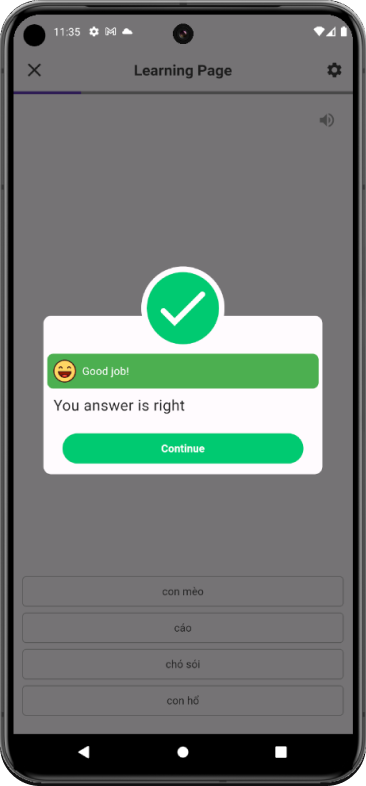 11:35
Learning Page
Good job!
You answer is right
Continue
con mèo
cáo
chó sói
con hổ